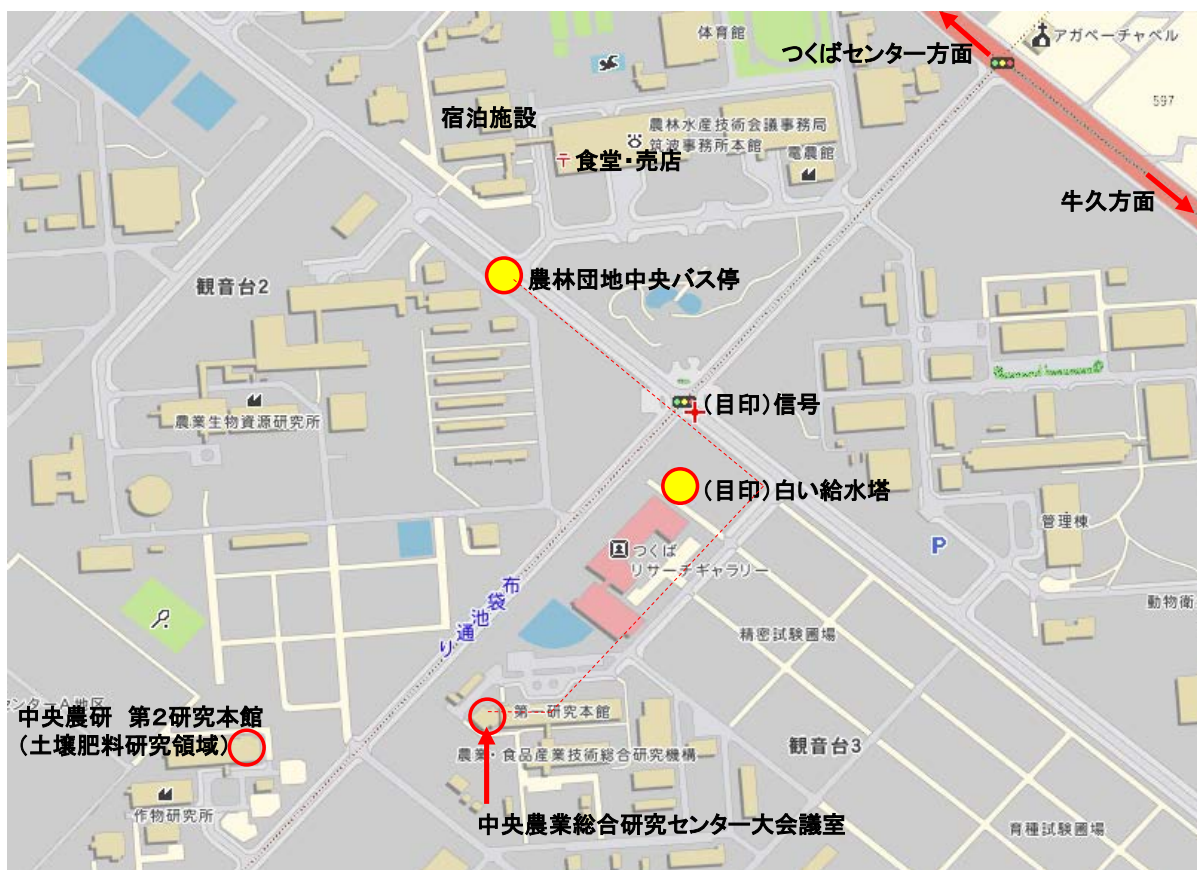 体育館
つくばセンター方面
アガペーチャペル
597
宿泊施設
農林水産技術会議事務局
筑波事務所本館
〒食堂・売店
電農館
牛久方面
農林団地中央バス停
観音台2
(目印)信号
農業生物資源研究所
(目印)白い給水塔
管理棟
P
つくば
リサーチギャラリー
布袋池通り
動物衛
精密試験圃場
センターA地区
中央農研 第2研究本館
(土壌肥料研究領域)
第一研究本館
観音台3
農業・食品産業技術総合研究機構
作物研究所
中央農業総合研究センター大会議室
育種試験圃場